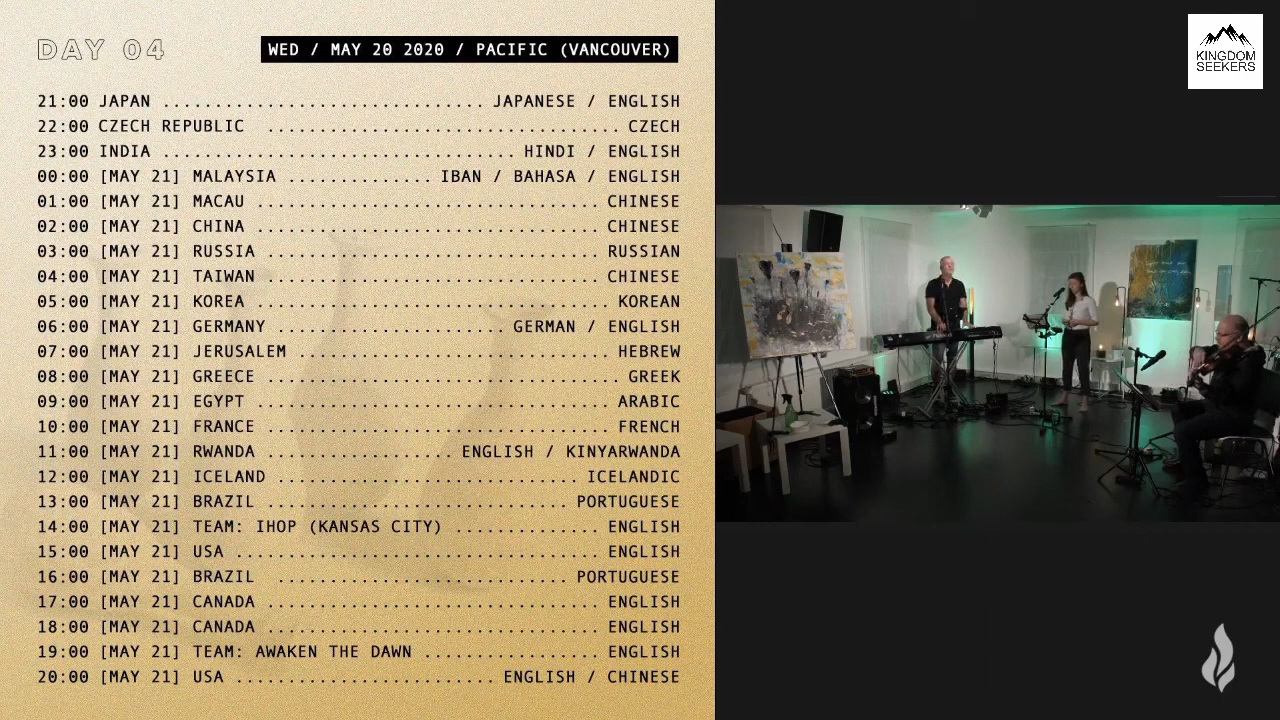 DAY 04
WED / MAY 20 2020 / PACIFIC (VANCOUVER)
21:00 JAPAN ............................... JAPANESE / ENGLISH
22:00 CZECH REPUBLIC .................................. CZECH
23:00 INDIA .................................. HINDI / ENGLISH
00:00 [MAY 21] MALAYSIA .............. IBAN / BAHASA / ENGLISH
01:00 [MAY 21] MACAU ................................. CHINESE
02:00 [MAY 21] CHINA ................................. CHINESE
03:00 [MAY 21] RUSSIA ................................ RUSSIAN
04:00 [MAY 21] TAIWAN ................................ CHINESE
05:00 [MAY 21] KOREA .................................. KOREAN
06:00 [MAY 21] GERMANY ...................... GERMAN / ENGLISH
07:00 [MAY 21] JERUSALEM .............................. HEBREW
08:00 [MAY 21] GREECE .................................. GREEK
09:00 [MAY 21] EGYPT .................................. ARABIC
10:00 [MAY 21] FRANCE ................................. FRENCH
11:00 [MAY 21] RWANDA .................. ENGLISH / KINYARWANDA
12:00 [MAY 21] ICELAND ............................. ICELANDIC
13:00 [MAY 21] BRAZIL ............................. PORTUGUESE
14:00 [MAY 21] TEAM: IHOP (KANSAS CITY) .............. ENGLISH
15:00 [MAY 21] USA ................................... ENGLISH
16:00 [MAY 21] BRAZIL ............................ PORTUGUESE
17:00 [MAY 21] CANADA ................................ ENGLISH
18:00 [MAY 21] CANADA ................................ ENGLISH
19:00 [MAY 21] TEAM: AWAKEN THE DAWN ................. ENGLISH
20:00 [MAY 21] USA ......................... ENGLISH / CHINESE
KINGDOM
SEEKERS